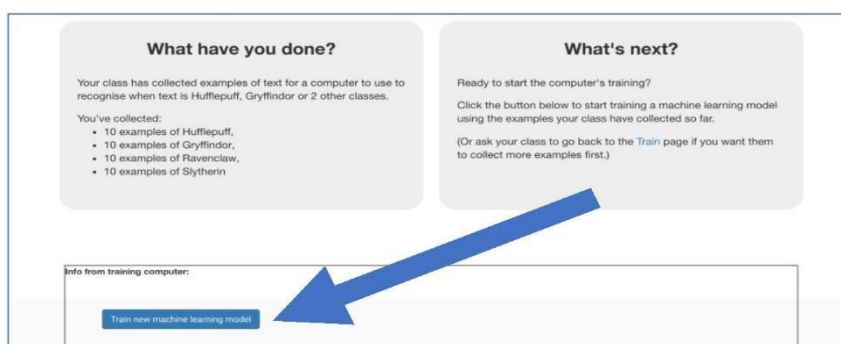 What have you done?
Your class has collected examples of text for a computer to use to
recognise when text is Hufflepuff, Gryffindor or 2 other classes.
You've collected:
• 10 examples of Hufflepuff,
• 10 examples of Gryffindor,
• 10 examples of Ravenclaw,
• 10 examples of Slytherin
What's next?
Ready to start the computer's training?
Click the button below to start training a machine learning model
using the examples your class have collected so far.
(Or ask your class to go back to the Train page if you want them
to collect more examples first.)
Info from training computer:
Train new machine learning model